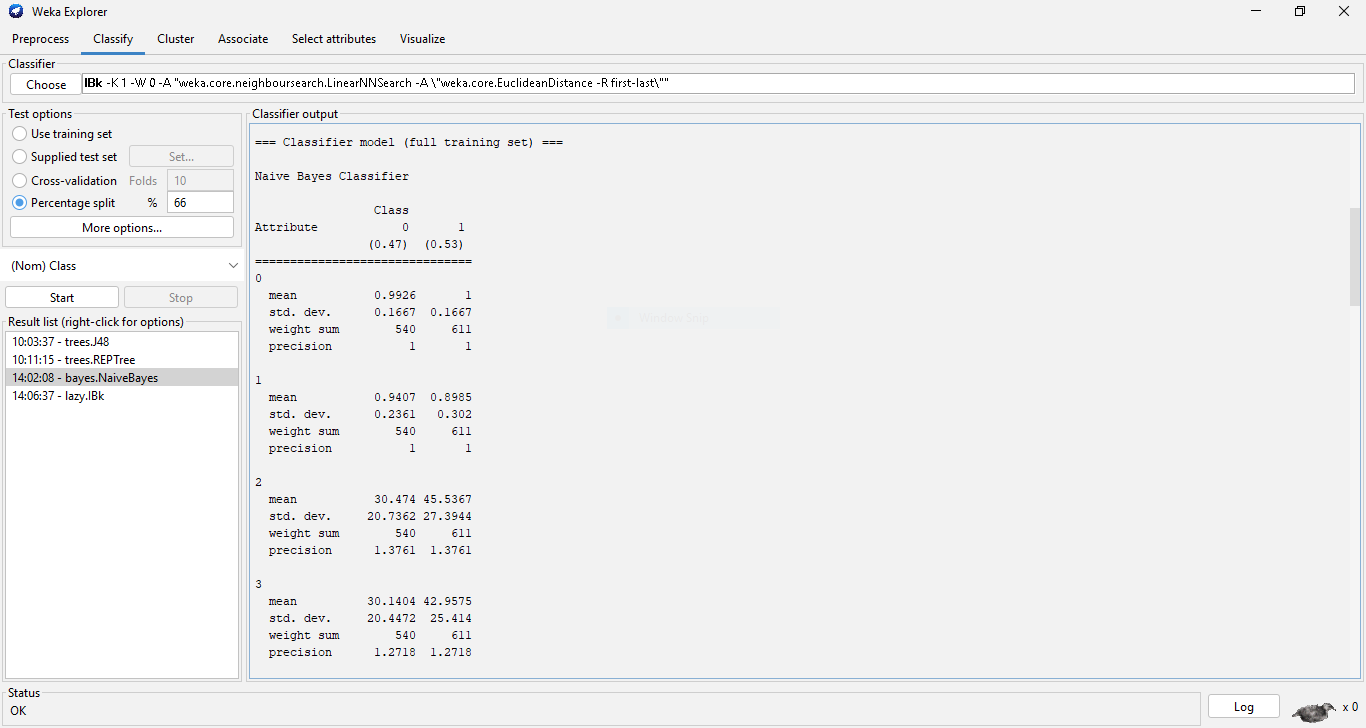 Weka Explorer
Preprocess Classify Cluster Associate Select attributes Visualize
Classifier
Choose IBk -K 1 -W 0 -A "weka.core.neighboursearch.LinearNNSearch -A \"weka.core.EuclideanDistance -R first-last\""
Test options
Use training set
Supplied test set Set...
Cross-validation Folds 10
Percentage split % 66
More options...
(Nom) Class
Start Stop
Result list (right-click for options)
10:03:37 - trees.J48
10:11:15 - trees.REPTree
14:02:08 - bayes.NaiveBayes
14:06:37 - lazy.IBk
Classifier output
=== Classifier model (full training set) ===
Naive Bayes Classifier
Class
Attribute 0 1
(0.47) (0.53)
===============================
0
mean 0.9926 1
std. dev. 0.1667 0.1667
weight sum 540 611
precision 1 1
1
mean 0.9407 0.8985
std. dev. 0.2361 0.302
weight sum 540 611
precision 1 1
2
mean 30.474 45.5367
std. dev. 20.7362 27.3944
weight sum 540 611
precision 1.3761 1.3761
3
mean 30.1404 42.9575
std. dev. 20.4472 25.414
weight sum 540 611
precision 1.2718 1.2718
Window Snip
Status
OK
Log x 0